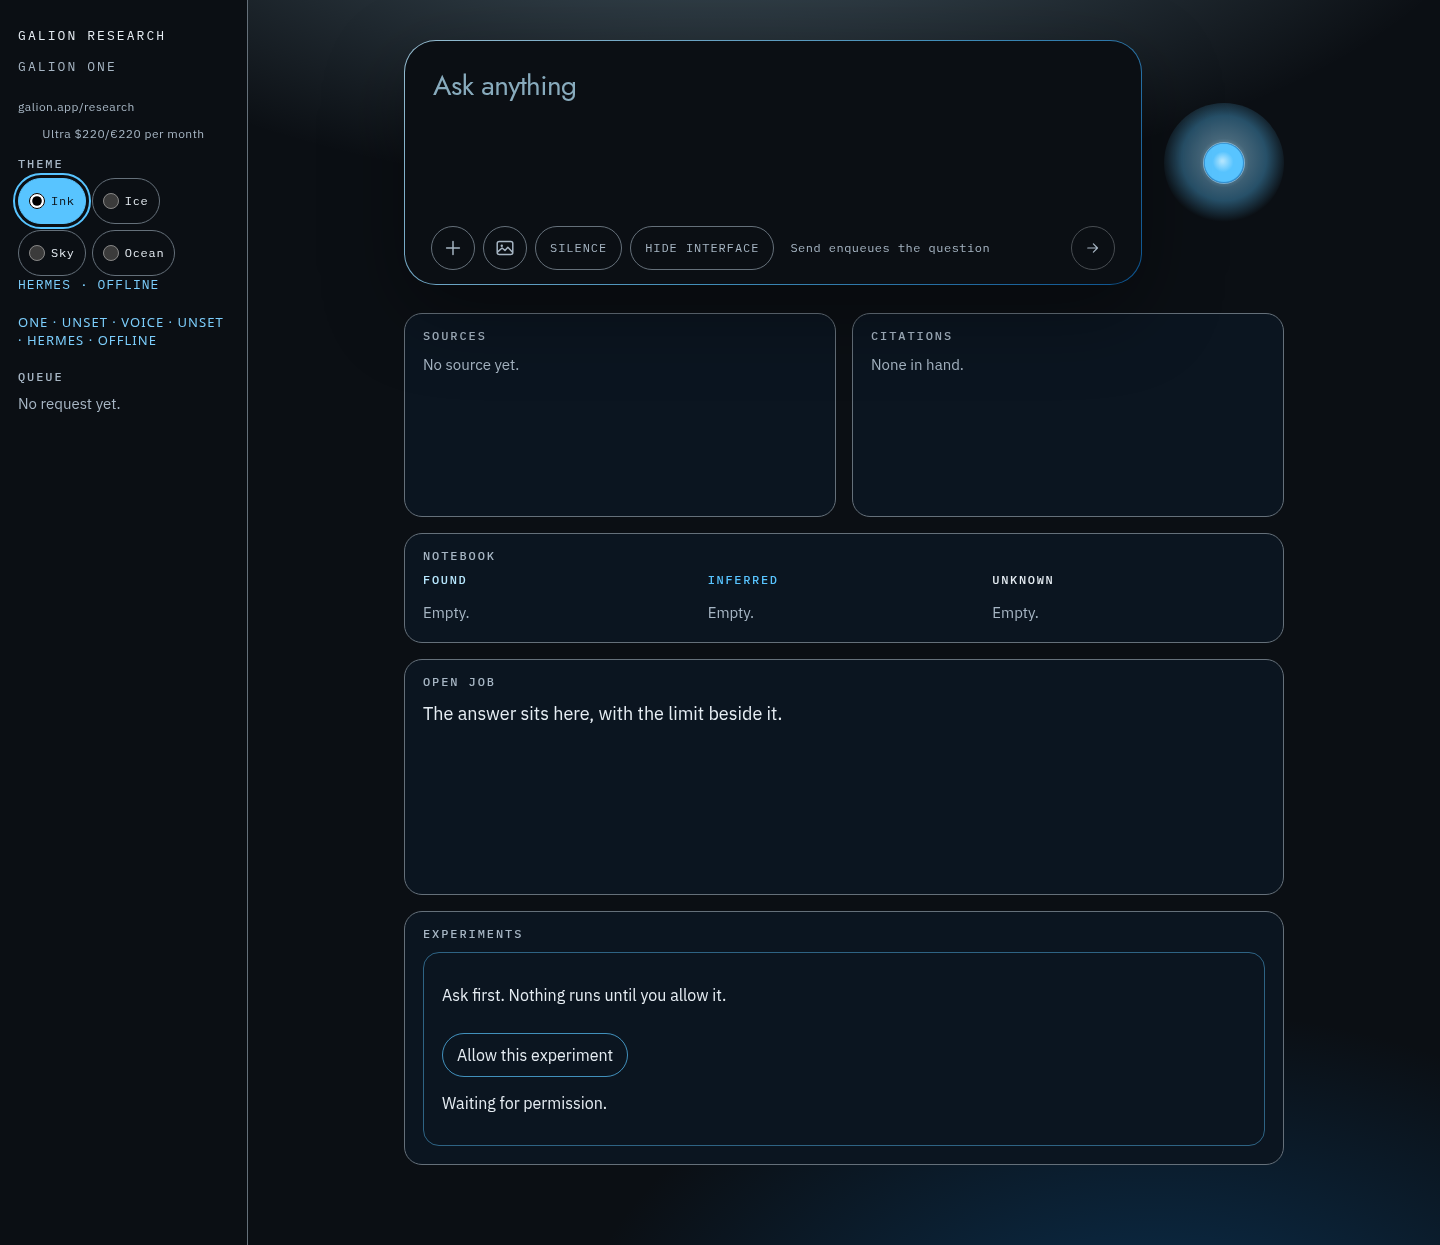 GALION RESEARCH
GALION ONE
galion.app/research
Ultra $220/€220 per month
THEME
Ink
Ice
Sky
Ocean
HERMES · OFFLINE
ONE · UNSET · VOICE · UNSET
· HERMES · OFFLINE
QUEUE
No request yet.
Ask anything
SILENCE
HIDE INTERFACE
Send enqueues the question
SOURCES
No source yet.
CITATIONS
None in hand.
NOTEBOOK
FOUND
Empty.
INFERRED
Empty.
UNKNOWN
Empty.
OPEN JOB
The answer sits here, with the limit beside it.
EXPERIMENTS
Ask first. Nothing runs until you allow it.
Allow this experiment
Waiting for permission.